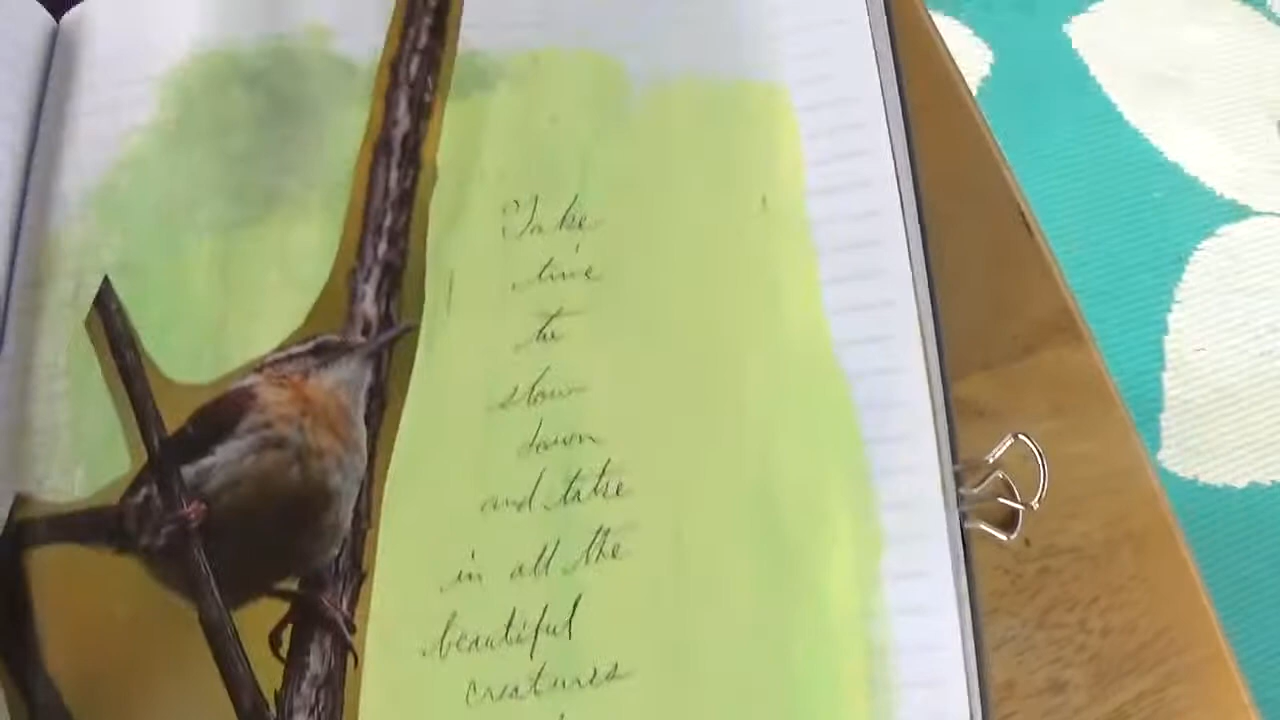 Take
time
to
slow
down
and take
in all the
beautiful
creatures